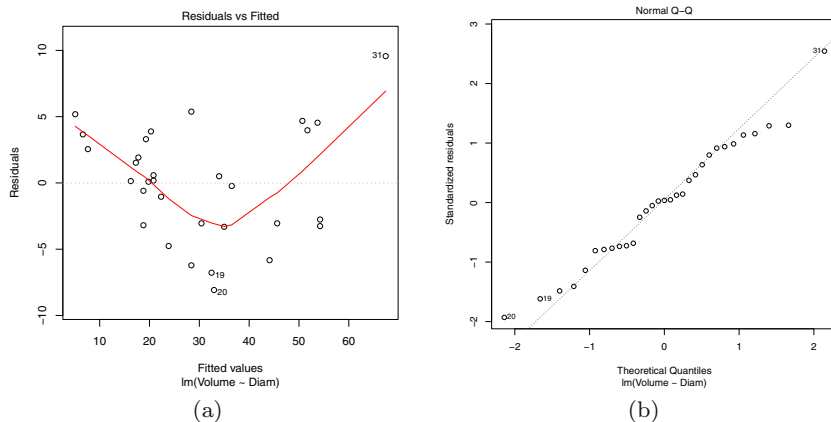 Residuals vs Fitted
Residuals
-10
-5
0
5
10
31
19
20
10 20 30 40 50 60
Fitted values
lm(Volume ~ Diam)
(a)
Normal Q−Q
Standardized residuals
-2
-1
0
1
2
3
31
19
20
-2 -1 0 1 2
Theoretical Quantiles
lm(Volume ~ Diam)
(b)